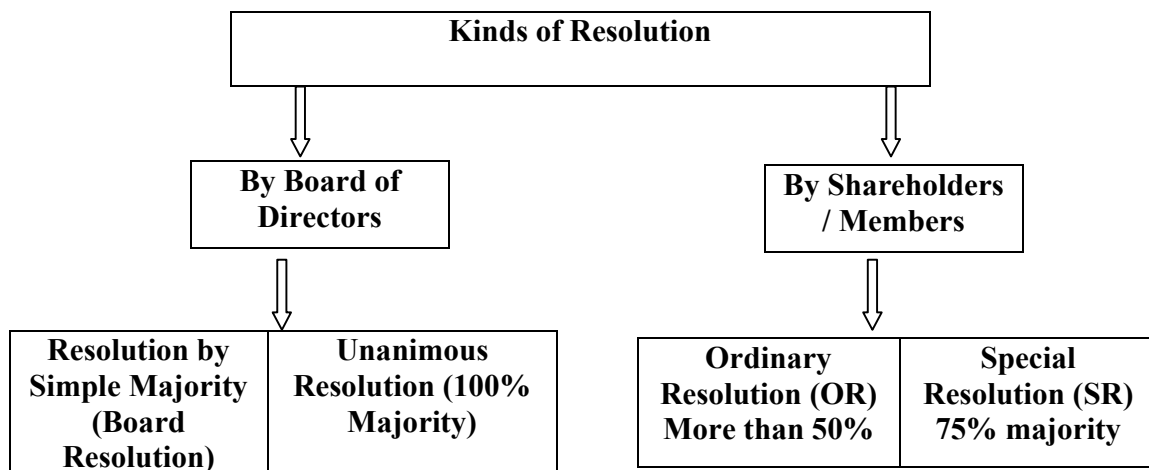 Kinds of Resolution
By Board of
Directors
By Shareholders
/ Members
Resolution by
Simple Majority
(Board
Resolution)
Unanimous
Resolution (100%
Majority)
Ordinary
Resolution (OR)
More than 50%
Special
Resolution (SR)
75% majority